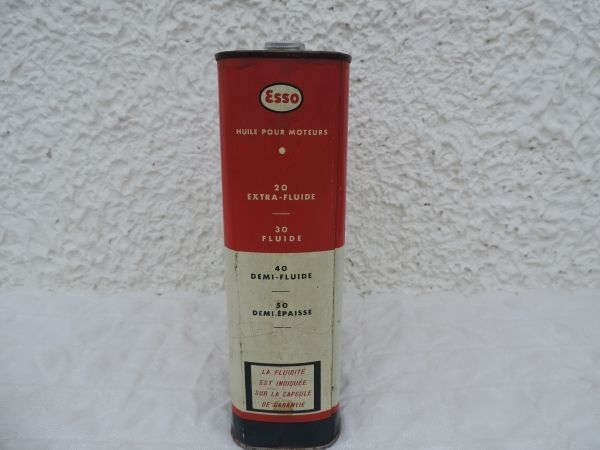 Esso
HUILE POUR MOTEURS
20
EXTRA-FLUIDE
30
FLUIDE
40
DEMI-FLUIDE
50
DEMI-ÉPAISSE
LA FLUIDITÉ
EST INDIQUÉE
SUR LA CAPSULE
DE GARANTIE